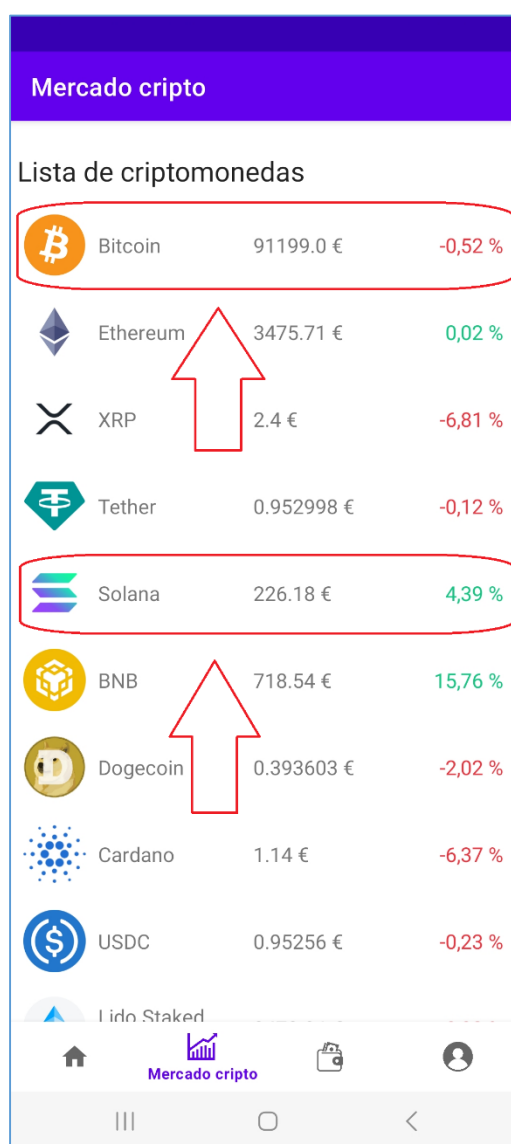 Mercado cripto
Lista de criptomonedas
Bitcoin 91199.0 € -0,52 %
Ethereum 3475.71 € 0,02 %
XRP 2.4 € -6,81 %
Tether 0.952998 € -0,12 %
Solana 226.18 € 4,39 %
BNB 718.54 € 15,76 %
Dogecoin 0.393603 € -2,02 %
Cardano 1.14 € -6,37 %
USDC 0.95256 € -0,23 %
Lido Staked
Mercado cripto